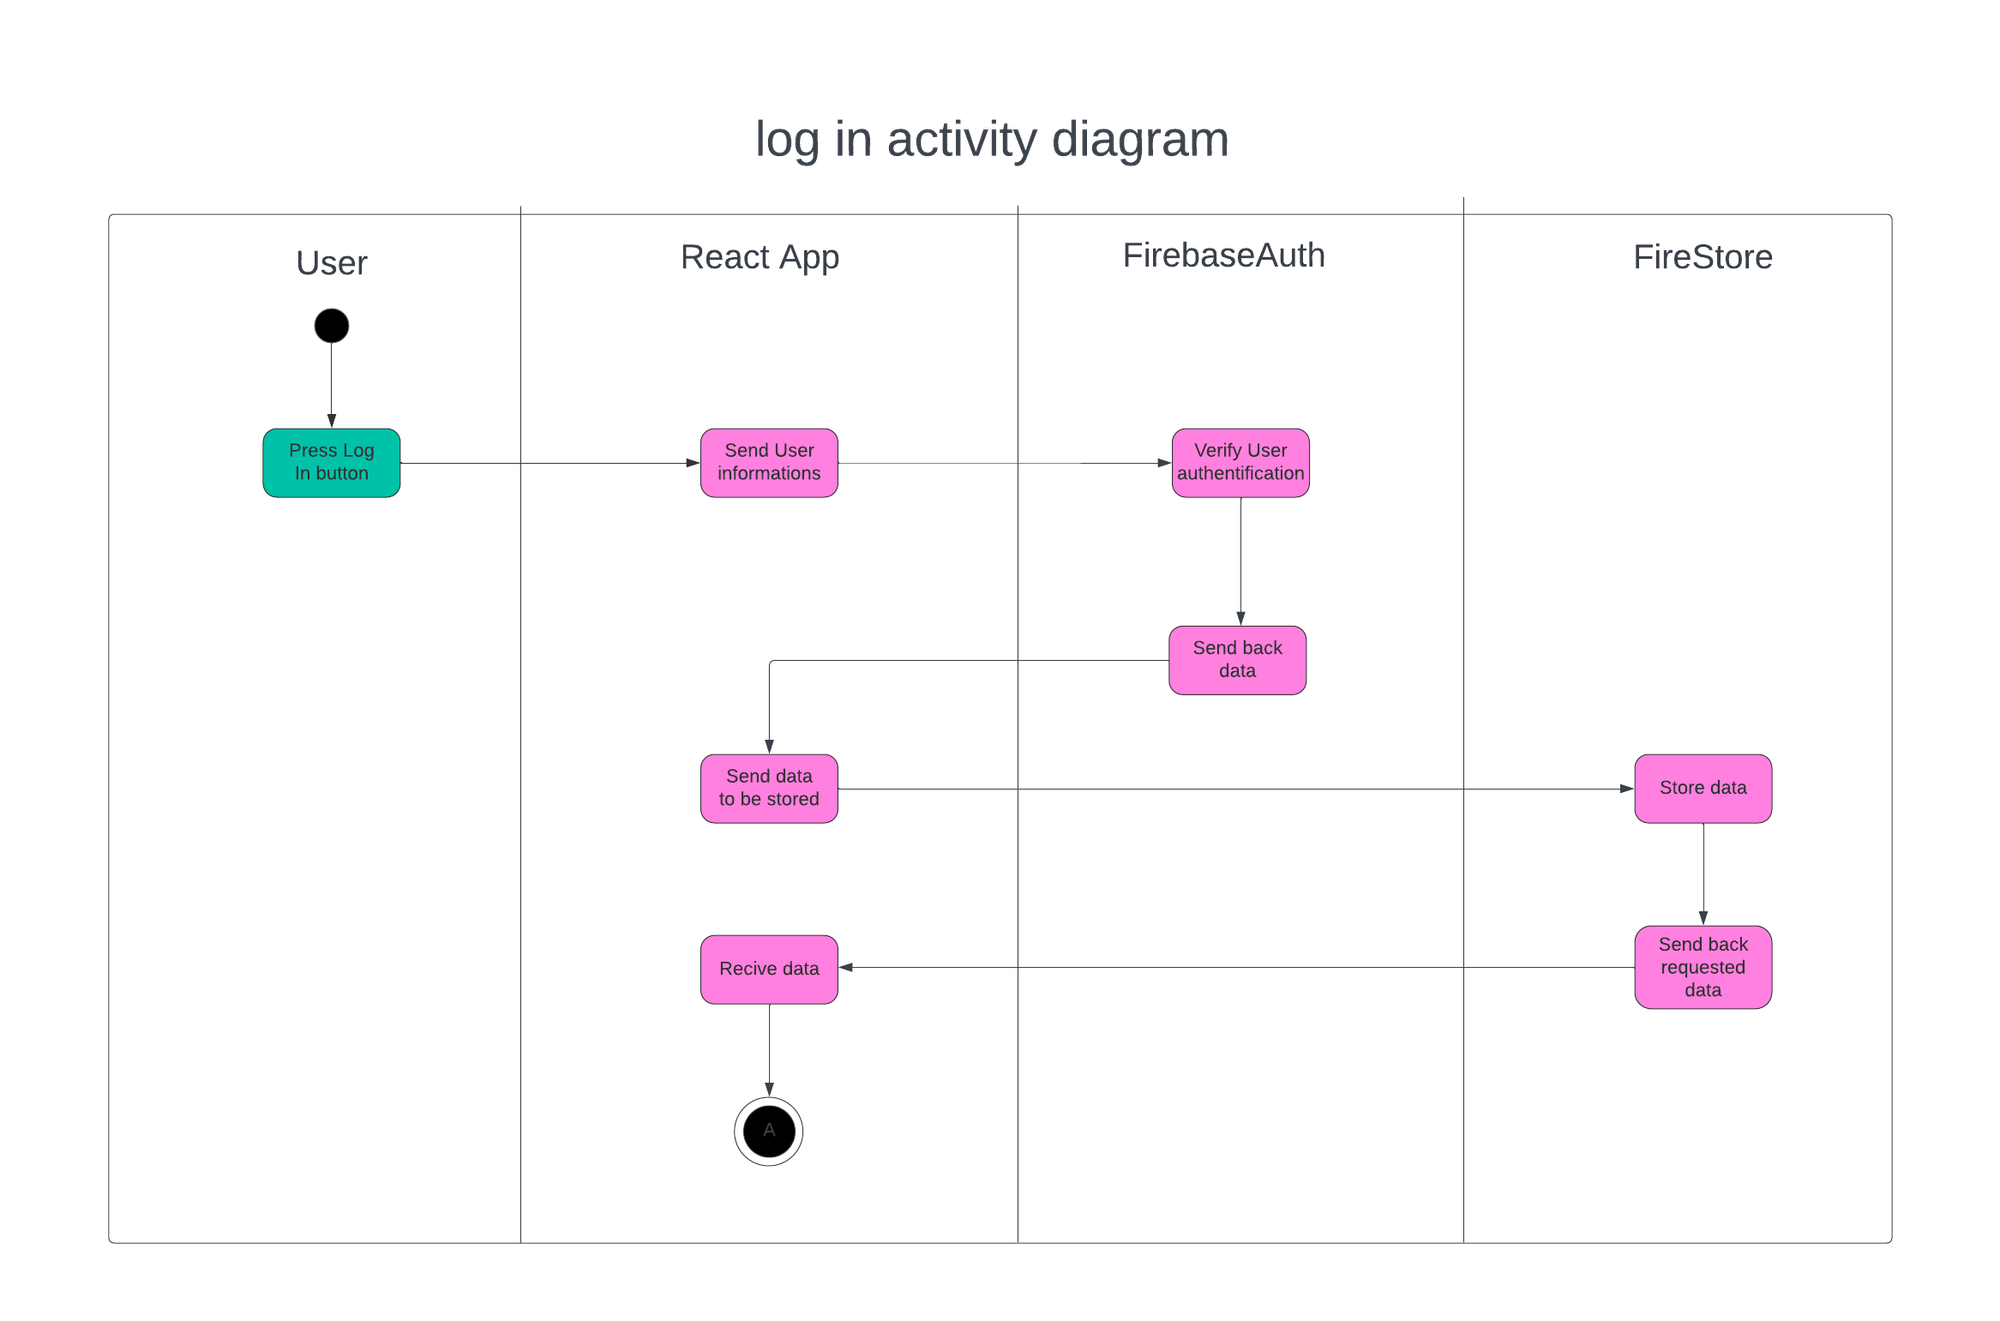 log in activity diagram
User
React App
FirebaseAuth
FireStore
Press Log
In button
Send User
informations
Verify User
authentification
Send back
data
Send data
to be stored
Store data
Recive data
Send back
requested
data
A